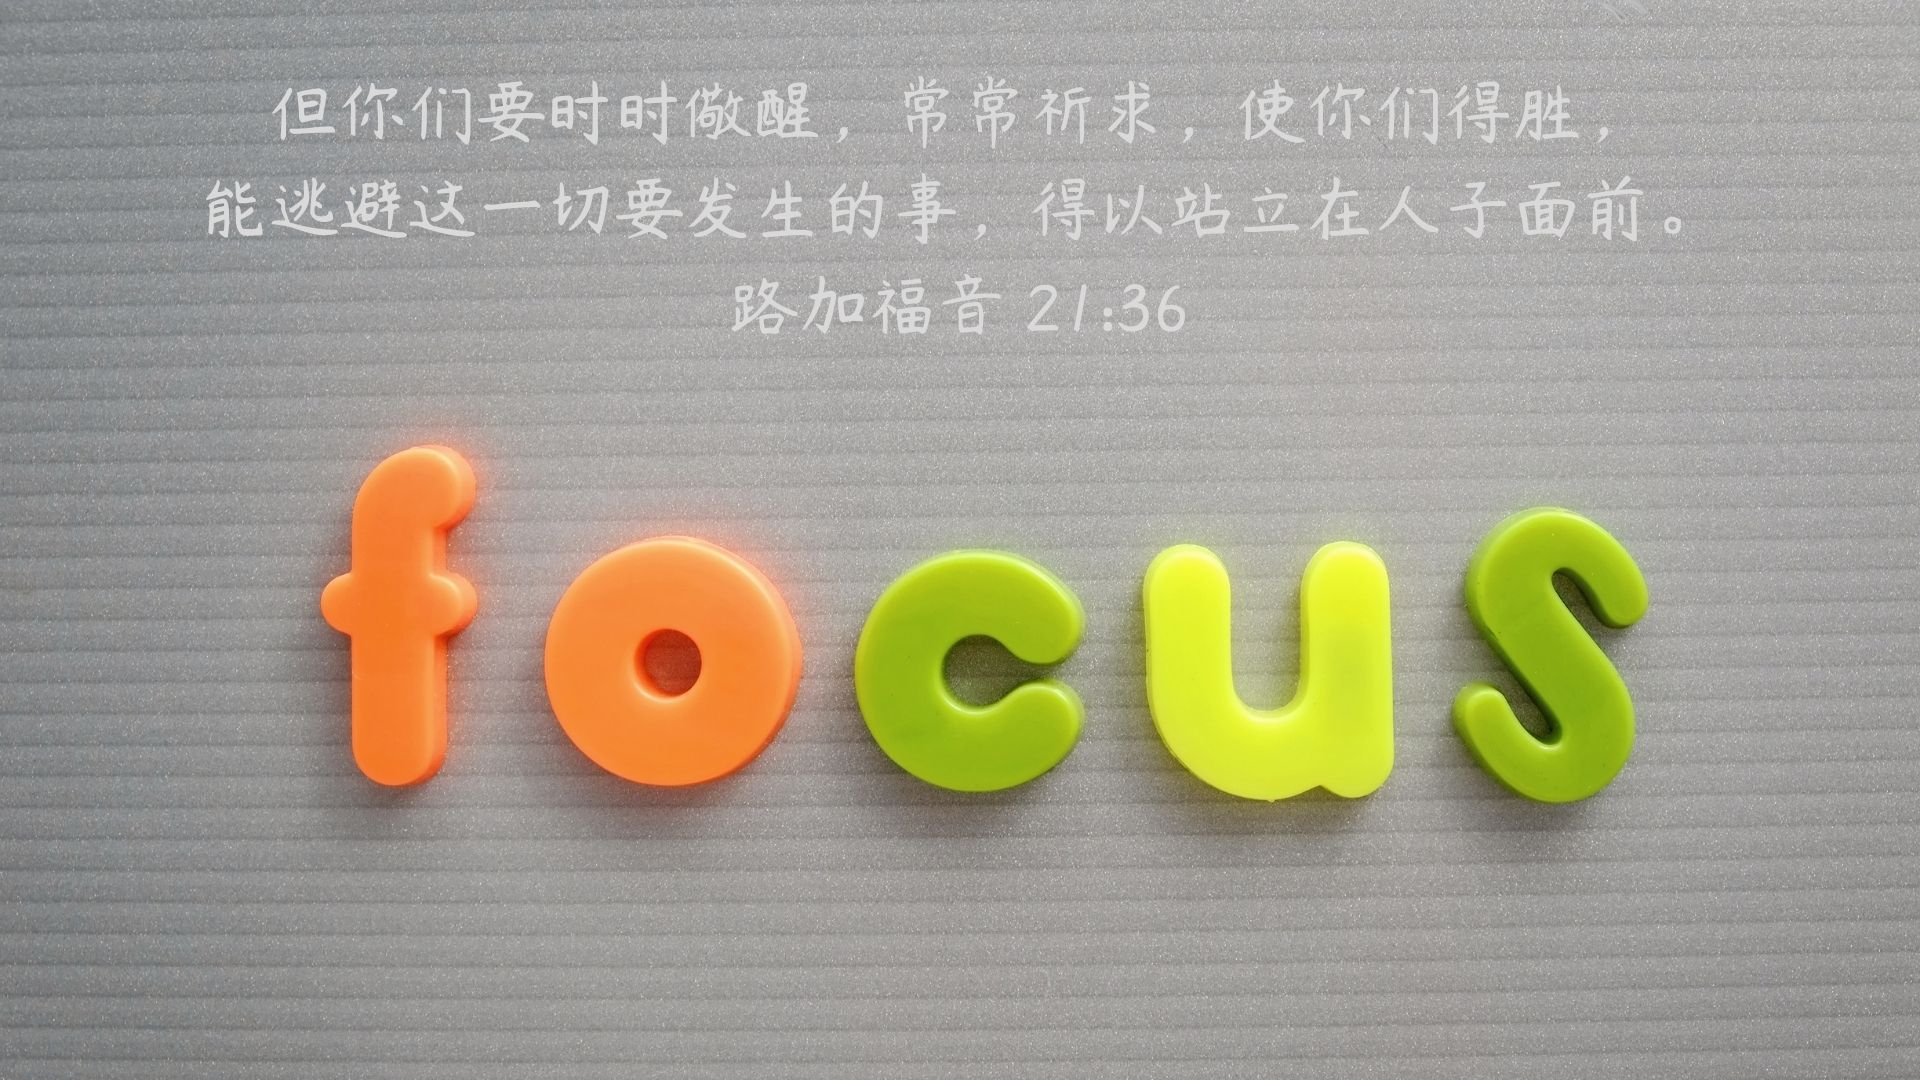 但你们要时时儆醒，常常祈求，使你们得胜，
能逃避这一切要发生的事，得以站立在人子面前。
路加福音 21:36
focus